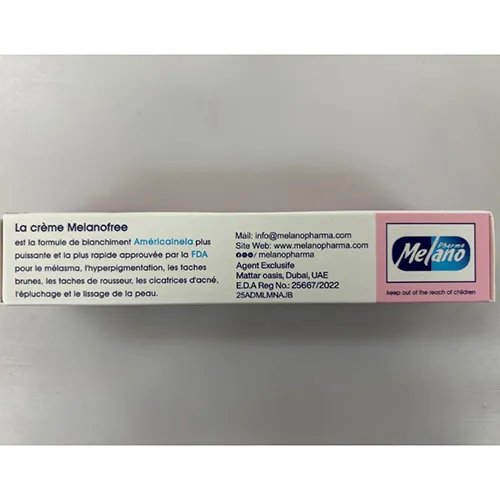 La crème Melanofree
est la formule de blanchiment Américainela plus
puissante et la plus rapide approuvée par la FDA
pour le mélasma, l'hyperpigmentation, les taches
brunes, les taches de rousseur, les cicatrices d'acné,
l'épluchage et le lissage de la peau.
Mail: info@melanopharma.com
Site Web: www.melanopharma.com
/ melanopharma
Agent Exclusife
Mattar oasis, Dubai, UAE
E.D.A Reg No.: 25667/2022
25ADMLMNAJB
Pharma
Melano
keep out of the reach of children